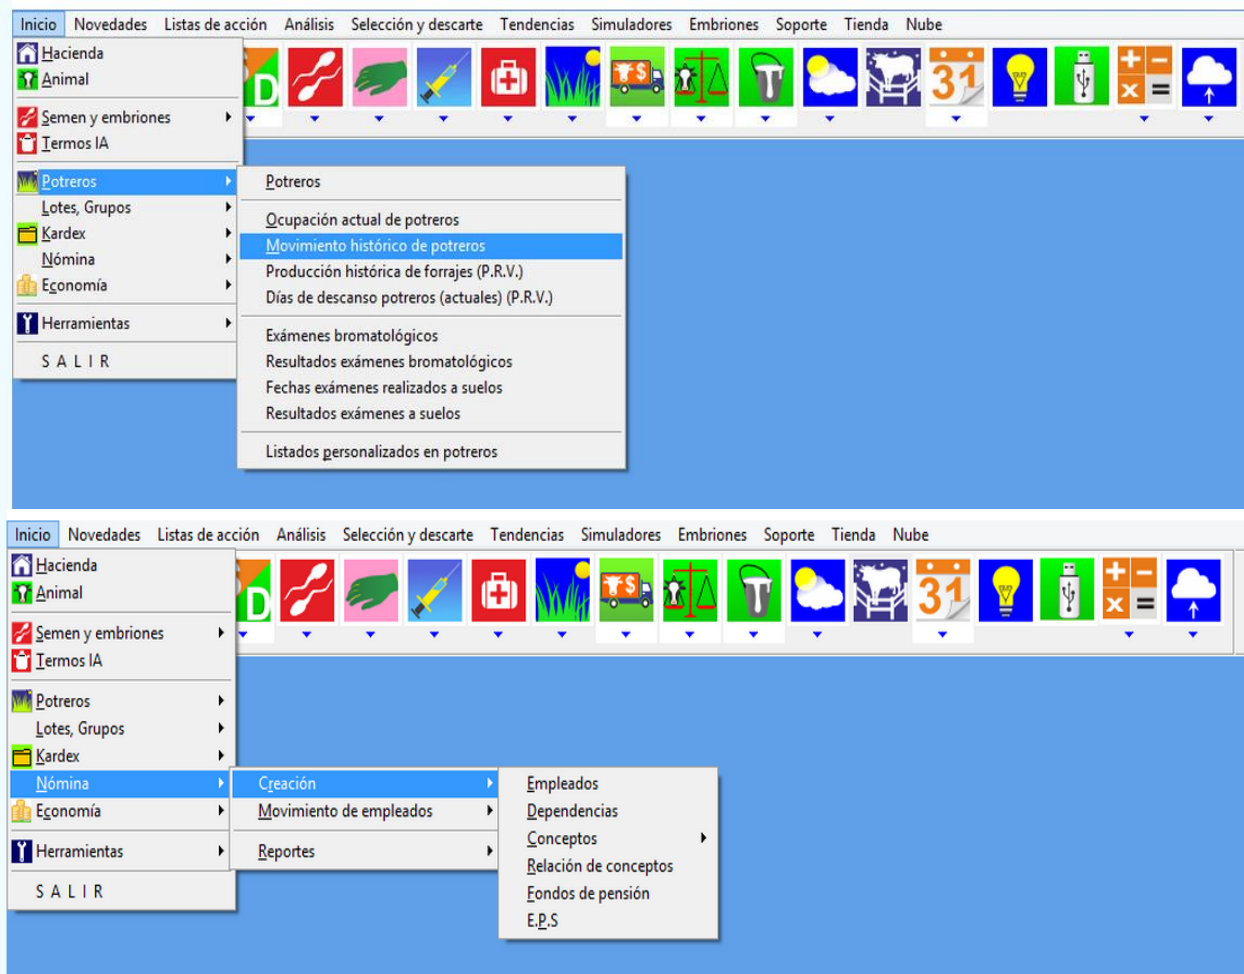 Inicio Novedades Listas de acción Análisis Selección y descarte Tendencias Simuladores Embriones Soporte Tienda Nube
Hacienda
Animal
D $ 31
Semen y embriones
Termos IA
Potreros
Lotes, Grupos
Kardex
Nómina
Economía
Herramientas
S A L I R
Potreros
Ocupación actual de potreros
Movimiento histórico de potreros
Producción histórica de forrajes (P.R.V.)
Días de descanso potreros (actuales) (P.R.V.)
Exámenes bromatológicos
Resultados exámenes bromatológicos
Fechas exámenes realizados a suelos
Resultados exámenes a suelos
Listados personalizados en potreros
Inicio Novedades Listas de acción Análisis Selección y descarte Tendencias Simuladores Embriones Soporte Tienda Nube
Hacienda
Animal
D $ 31
Semen y embriones
Termos IA
Potreros
Lotes, Grupos
Kardex
Nómina
Economía
Herramientas
S A L I R
Creación
Movimiento de empleados
Reportes
Empleados
Dependencias
Conceptos
Relación de conceptos
Fondos de pensión
E.P.S